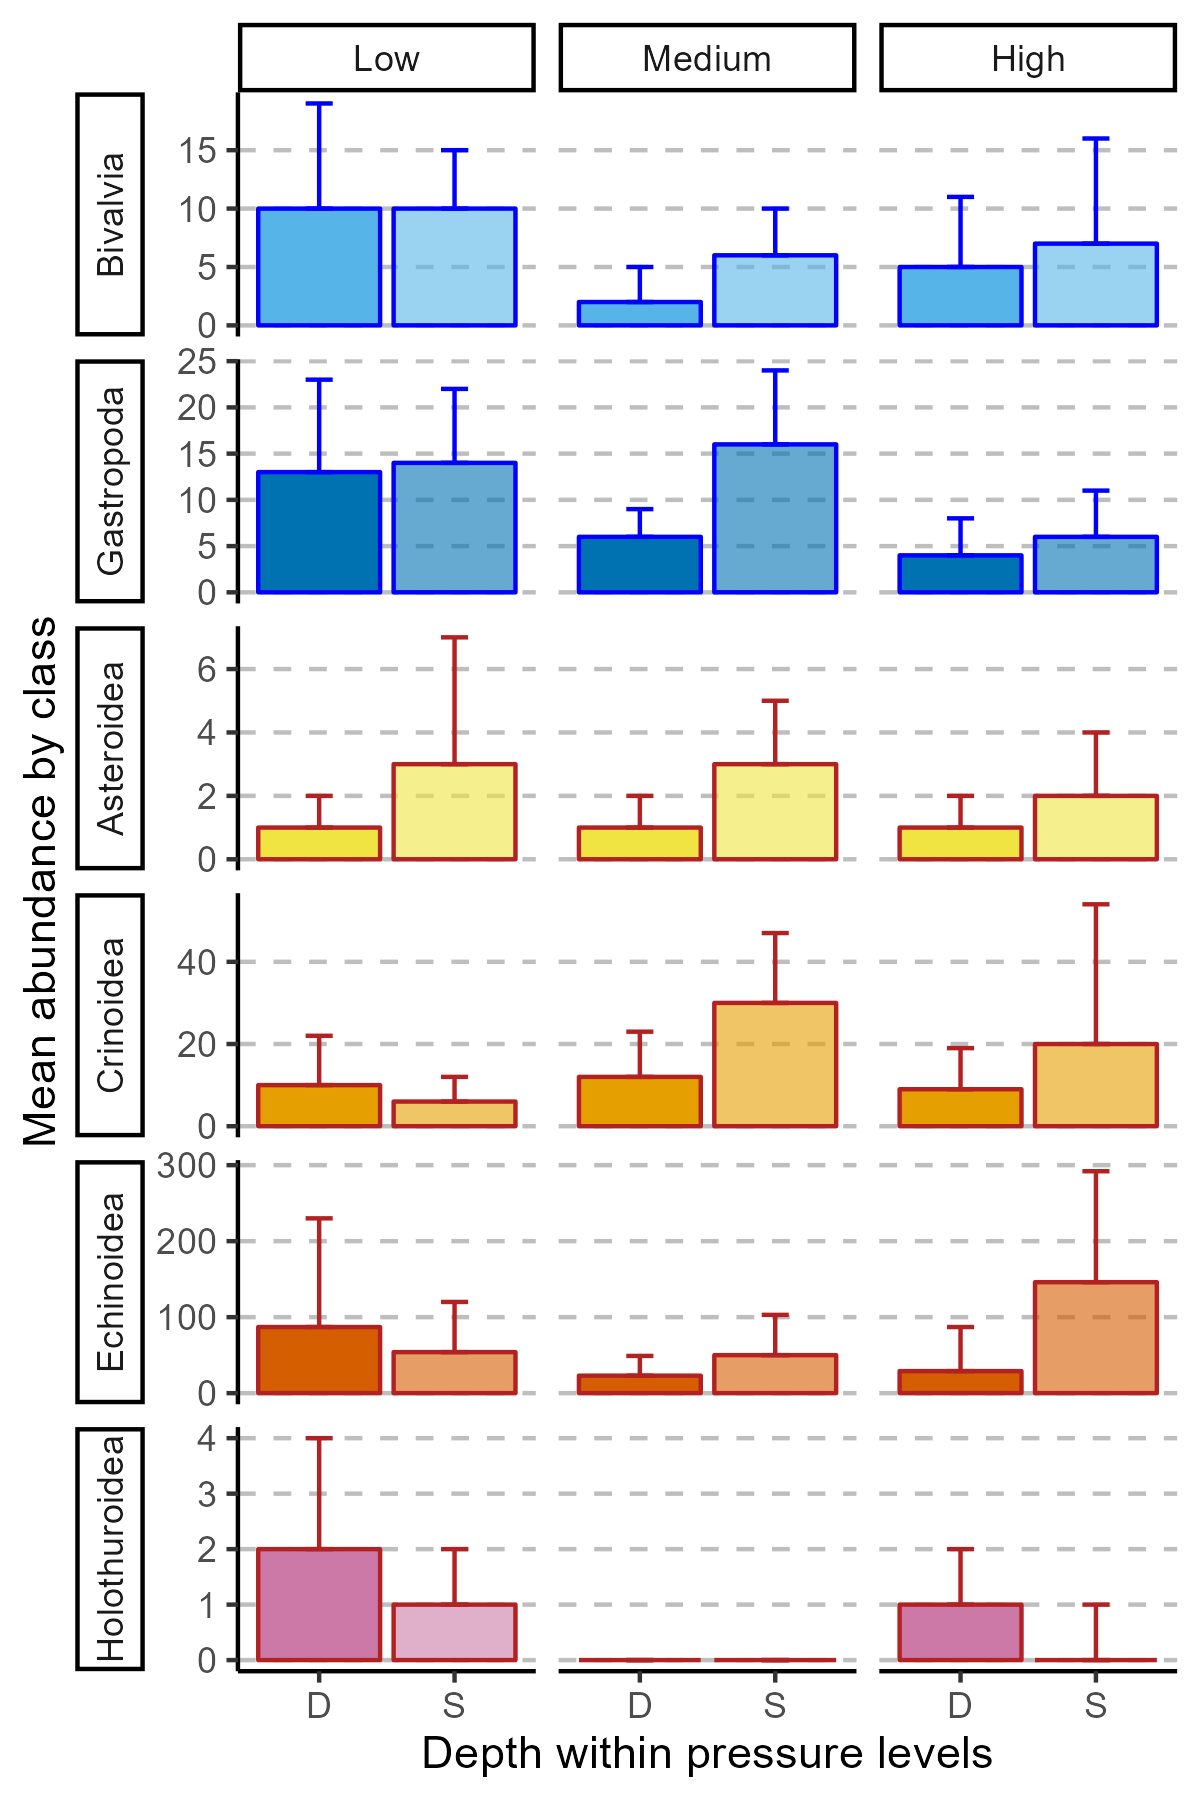 Low Medium High
Mean abundance by class
Bivalvia
15
10
5
0
Gastropoda
25
20
15
10
5
0
Asteroidea
6
4
2
0
Crinoidea
40
20
0
Echinoidea
300
200
100
0
Holothuroidea
4
3
2
1
0
D S D S D S
Depth within pressure levels